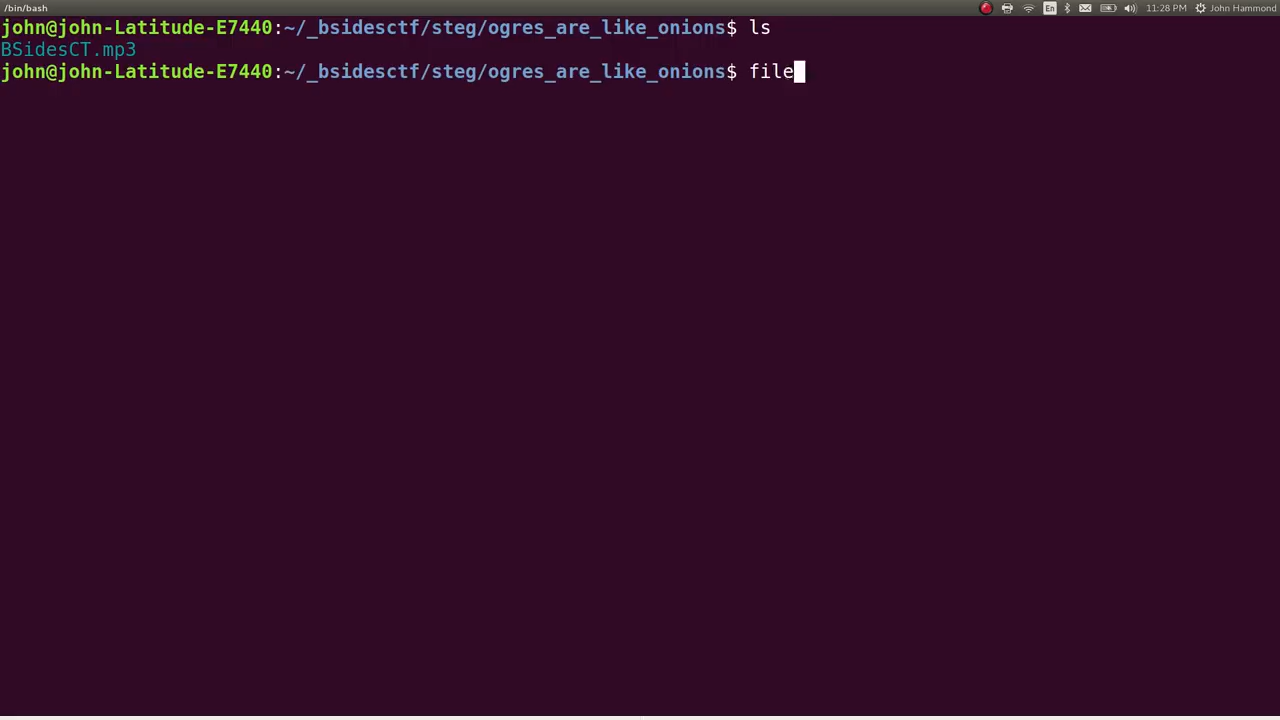 /bin/bash En 11:28 PM John Hammond
john@john-Latitude-E7440:~/_bsidesctf/steg/ogres_are_like_onions$ ls
BSidesCT.mp3
john@john-Latitude-E7440:~/_bsidesctf/steg/ogres_are_like_onions$ file